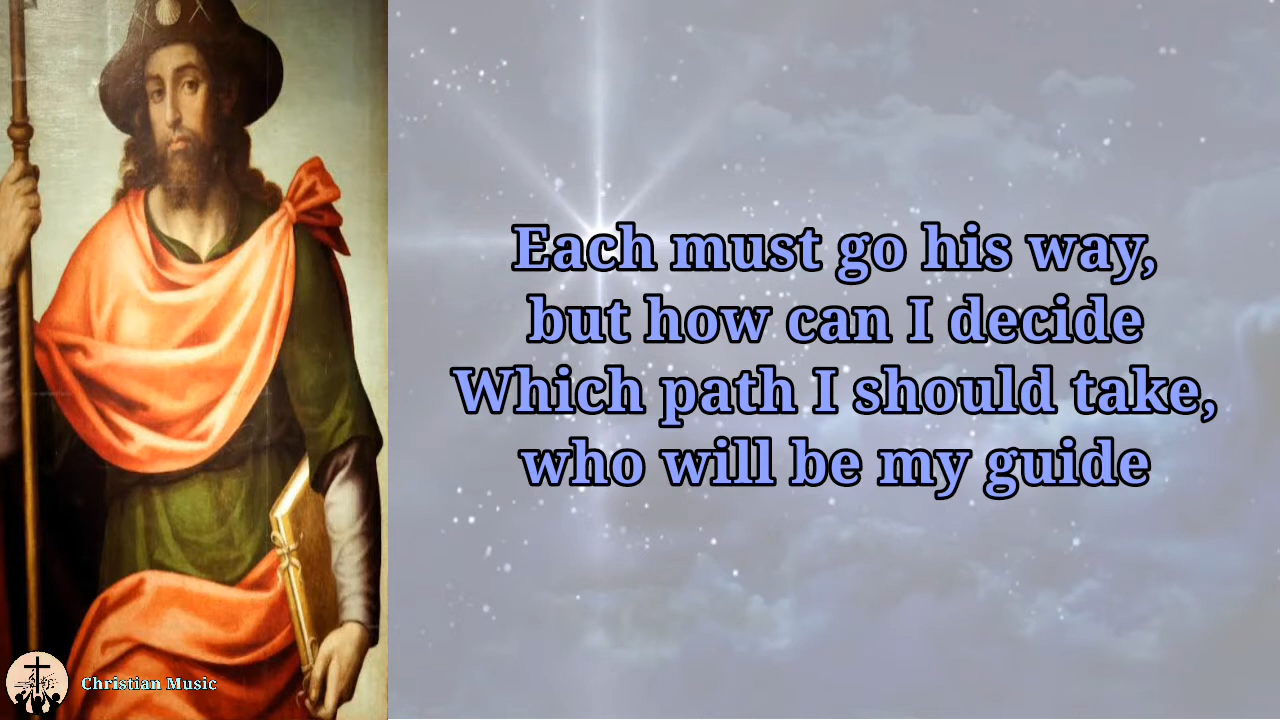 Each must go his way,
but how can I decide
Which path I should take,
who will be my guide
Christian Music